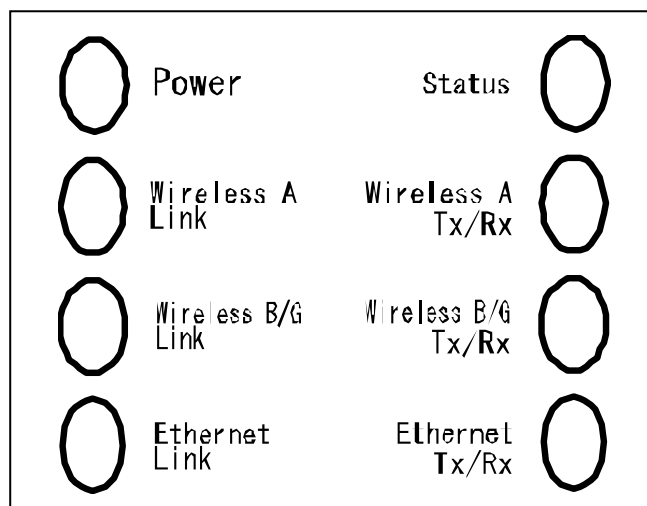 Power
Status
Wireless A
Link
Wireless A
Tx/Rx
Wireless B/G
Link
Wireless B/G
Tx/Rx
Ethernet
Link
Ethernet
Tx/Rx